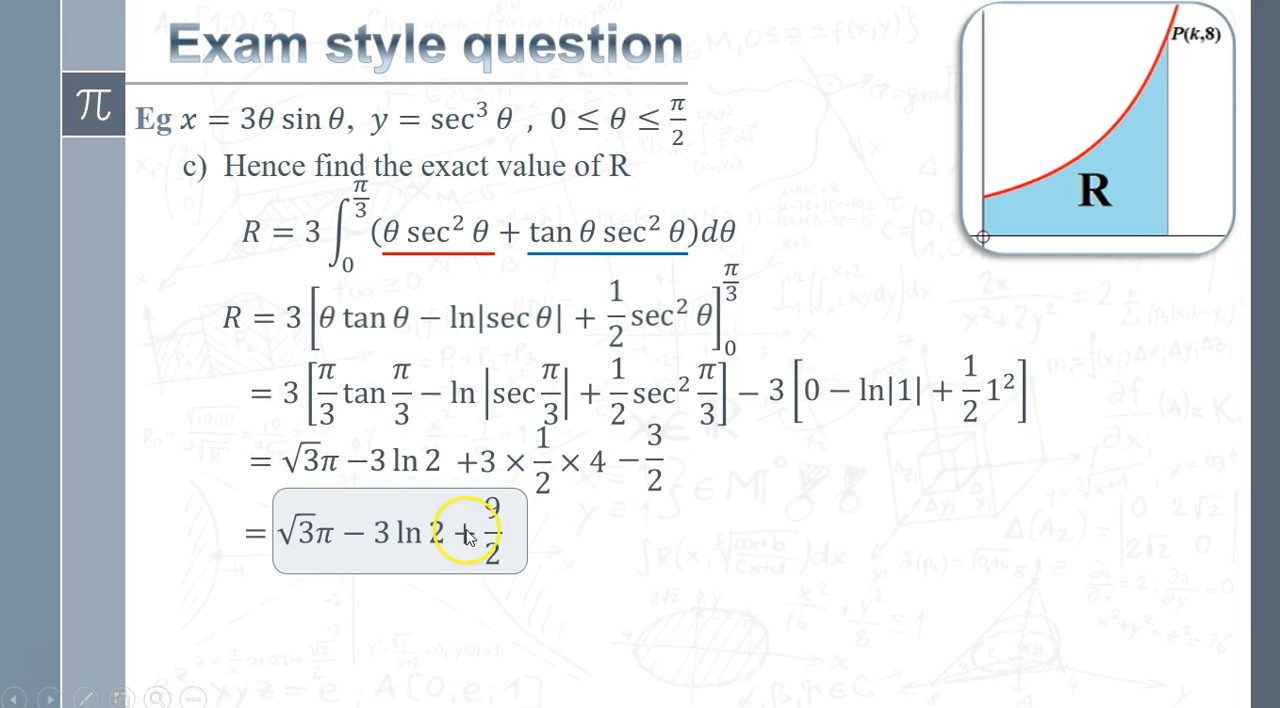 Exam style question
P(k,8)
π
Eg x = 3θ sin θ, y = sec³ θ , 0 ≤ θ ≤ π/2
c) Hence find the exact value of R
R
R = 3 ∫₀^(π/3) (θ sec² θ + tan θ sec² θ)dθ
R = 3 [θ tan θ − ln|sec θ| + 1/2 sec² θ]₀^(π/3)
= 3 [π/3 tan π/3 − ln |sec π/3| + 1/2 sec² π/3] − 3 [0 − ln|1| + 1/2 1²]
= √3π −3 ln 2 +3 × 1/2 × 4 − 3/2
= √3π − 3 ln 2 + 9/2